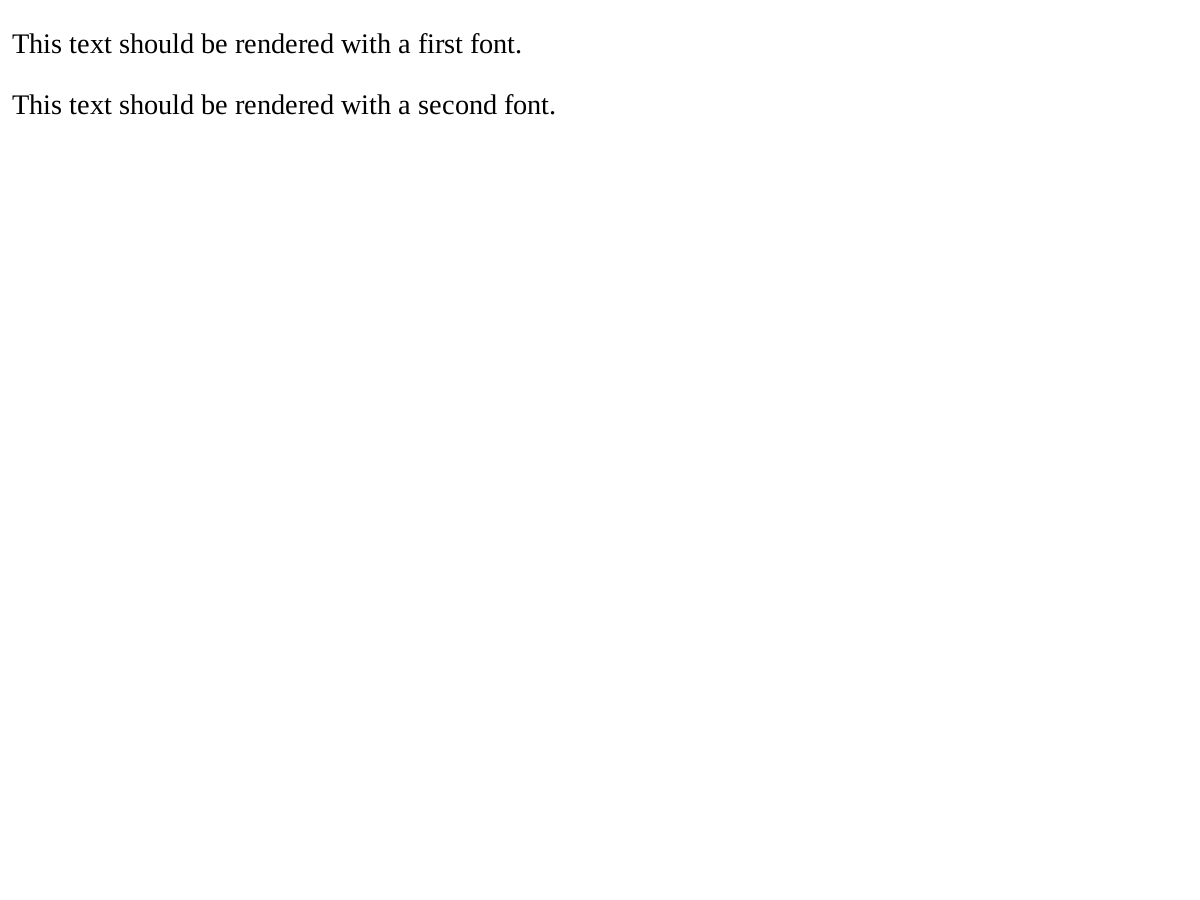 This text should be rendered with a first font.
This text should be rendered with a second font.